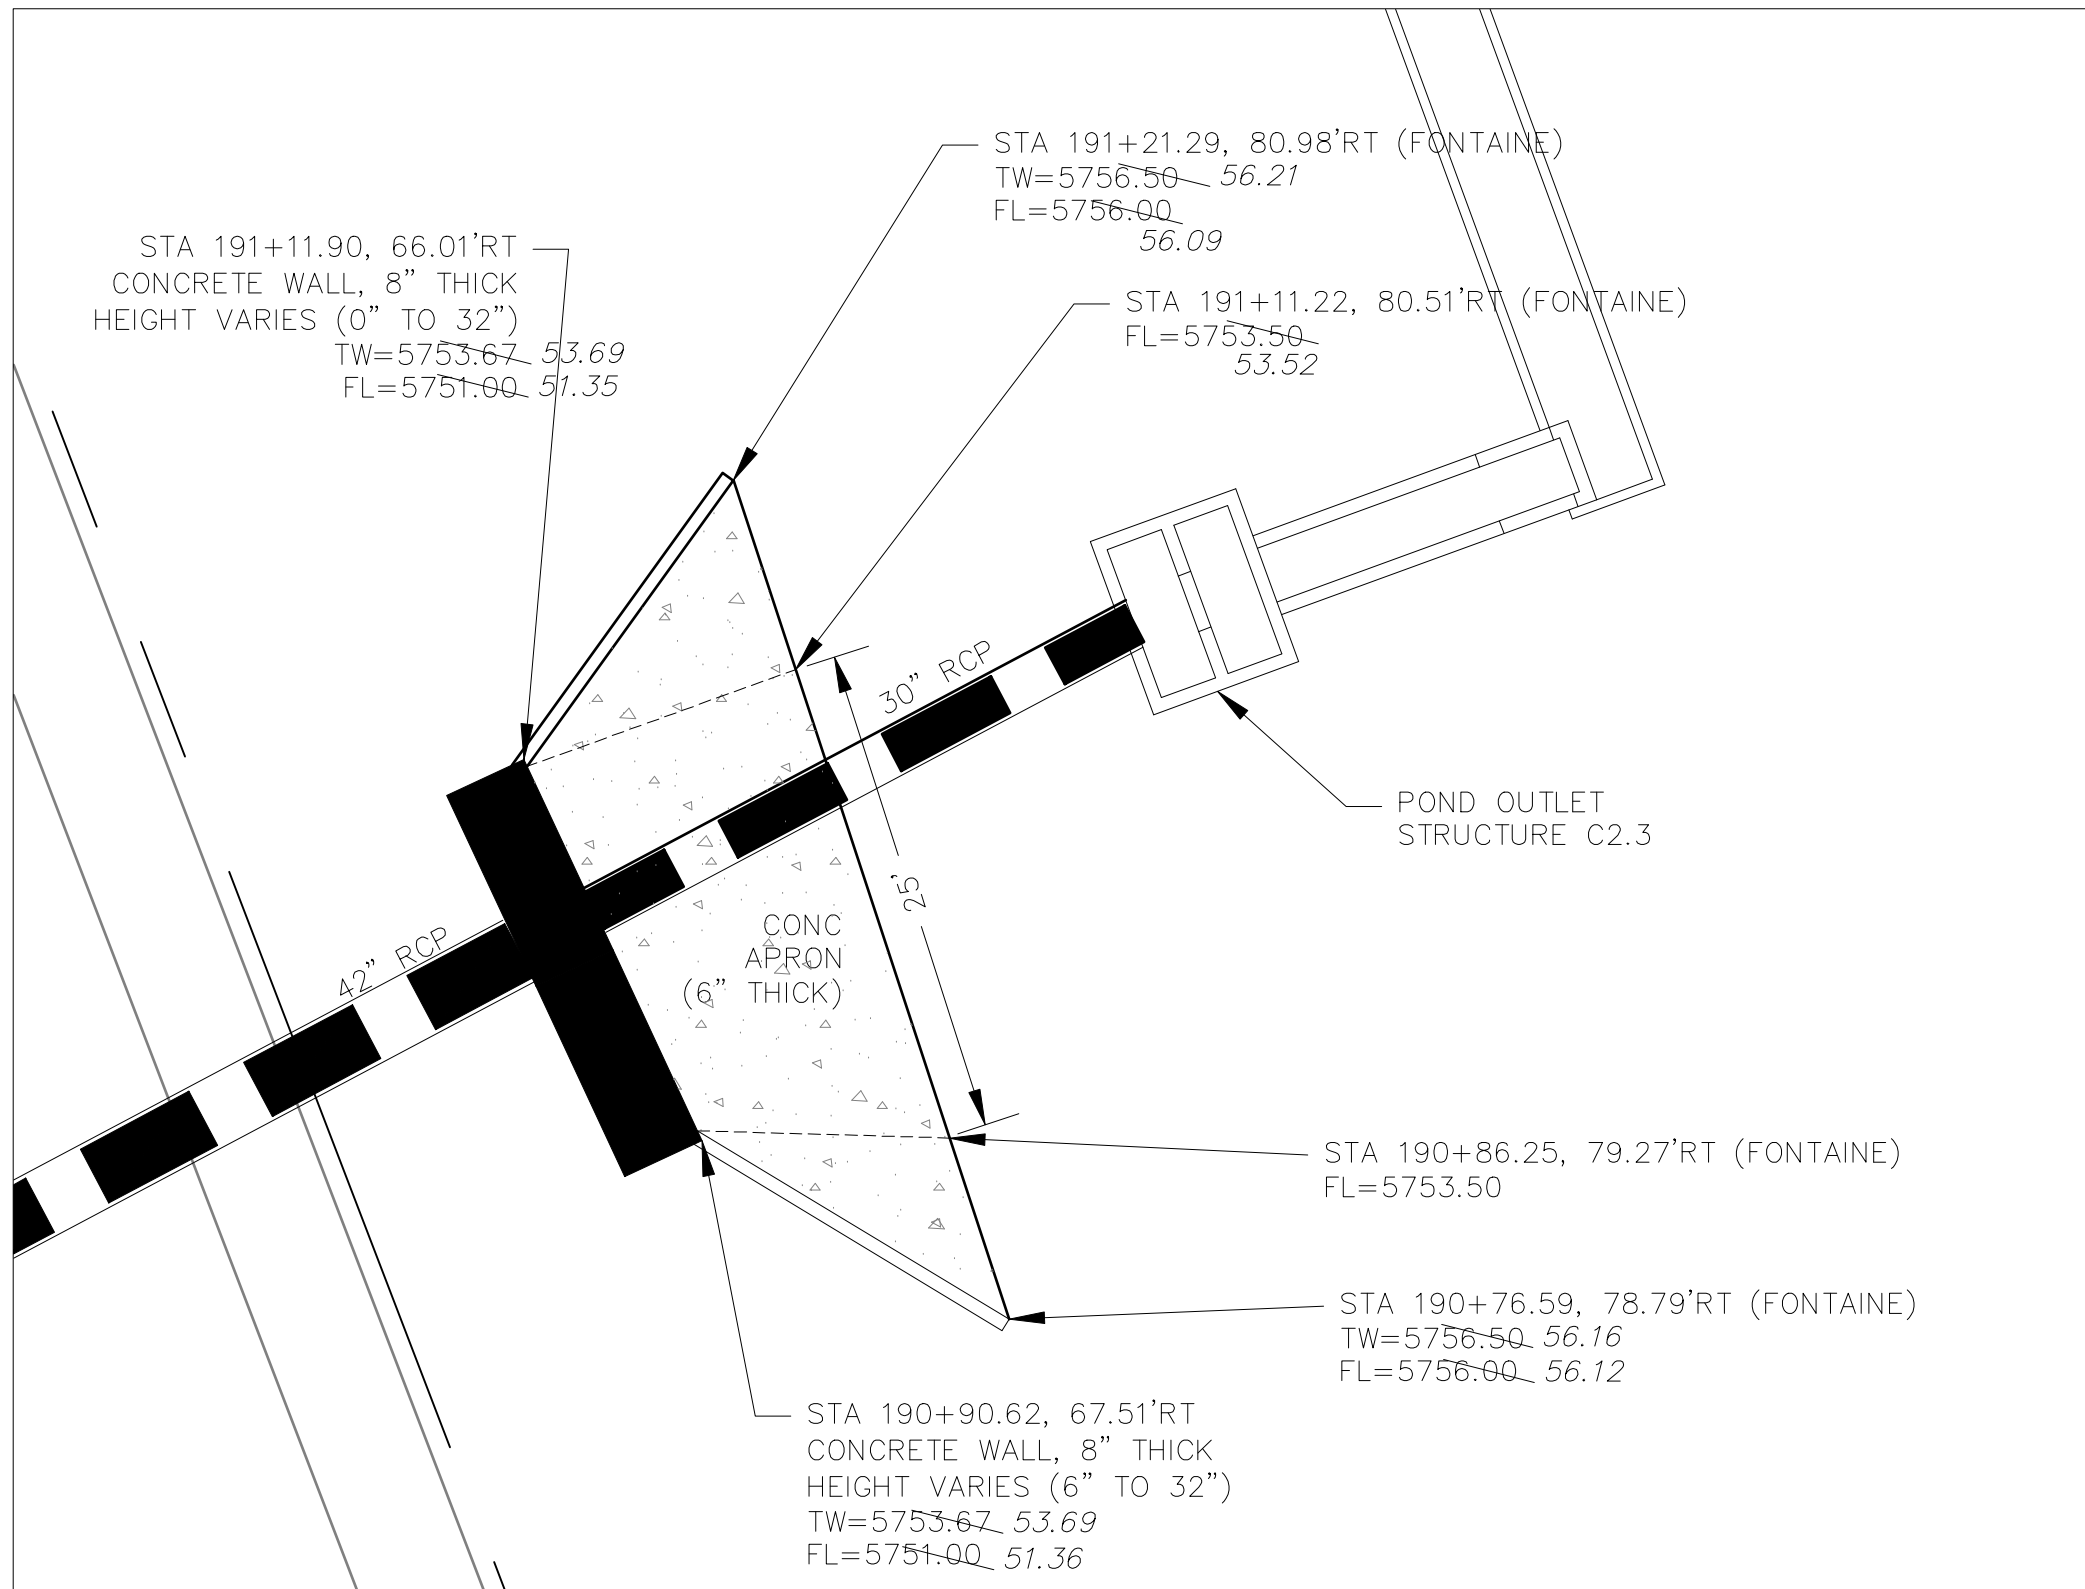 STA 191+21.29, 80.98'RT (FONTAINE)
TW=5756.50 56.21
FL=5756.00
56.09
STA 191+11.90, 66.01'RT
CONCRETE WALL, 8" THICK
HEIGHT VARIES (0" TO 32")
TW=5753.67 53.69
FL=5751.00 51.35
STA 191+11.22, 80.51'RT (FONTAINE)
FL=5753.50
53.52
30" RCP
POND OUTLET
STRUCTURE C2.3
25'
42" RCP
CONC
APRON
(6" THICK)
STA 190+86.25, 79.27'RT (FONTAINE)
FL=5753.50
STA 190+76.59, 78.79'RT (FONTAINE)
TW=5756.50 56.16
FL=5756.00 56.12
STA 190+90.62, 67.51'RT
CONCRETE WALL, 8" THICK
HEIGHT VARIES (6" TO 32")
TW=5753.67 53.69
FL=5751.00 51.36